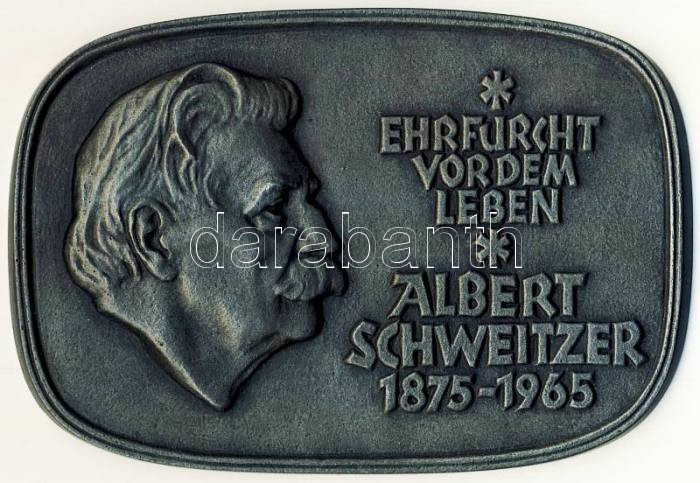 EHRFURCHT
VOR DEM
LEBEN
darabanth
ALBERT
SCHWEITZER
1875-1965